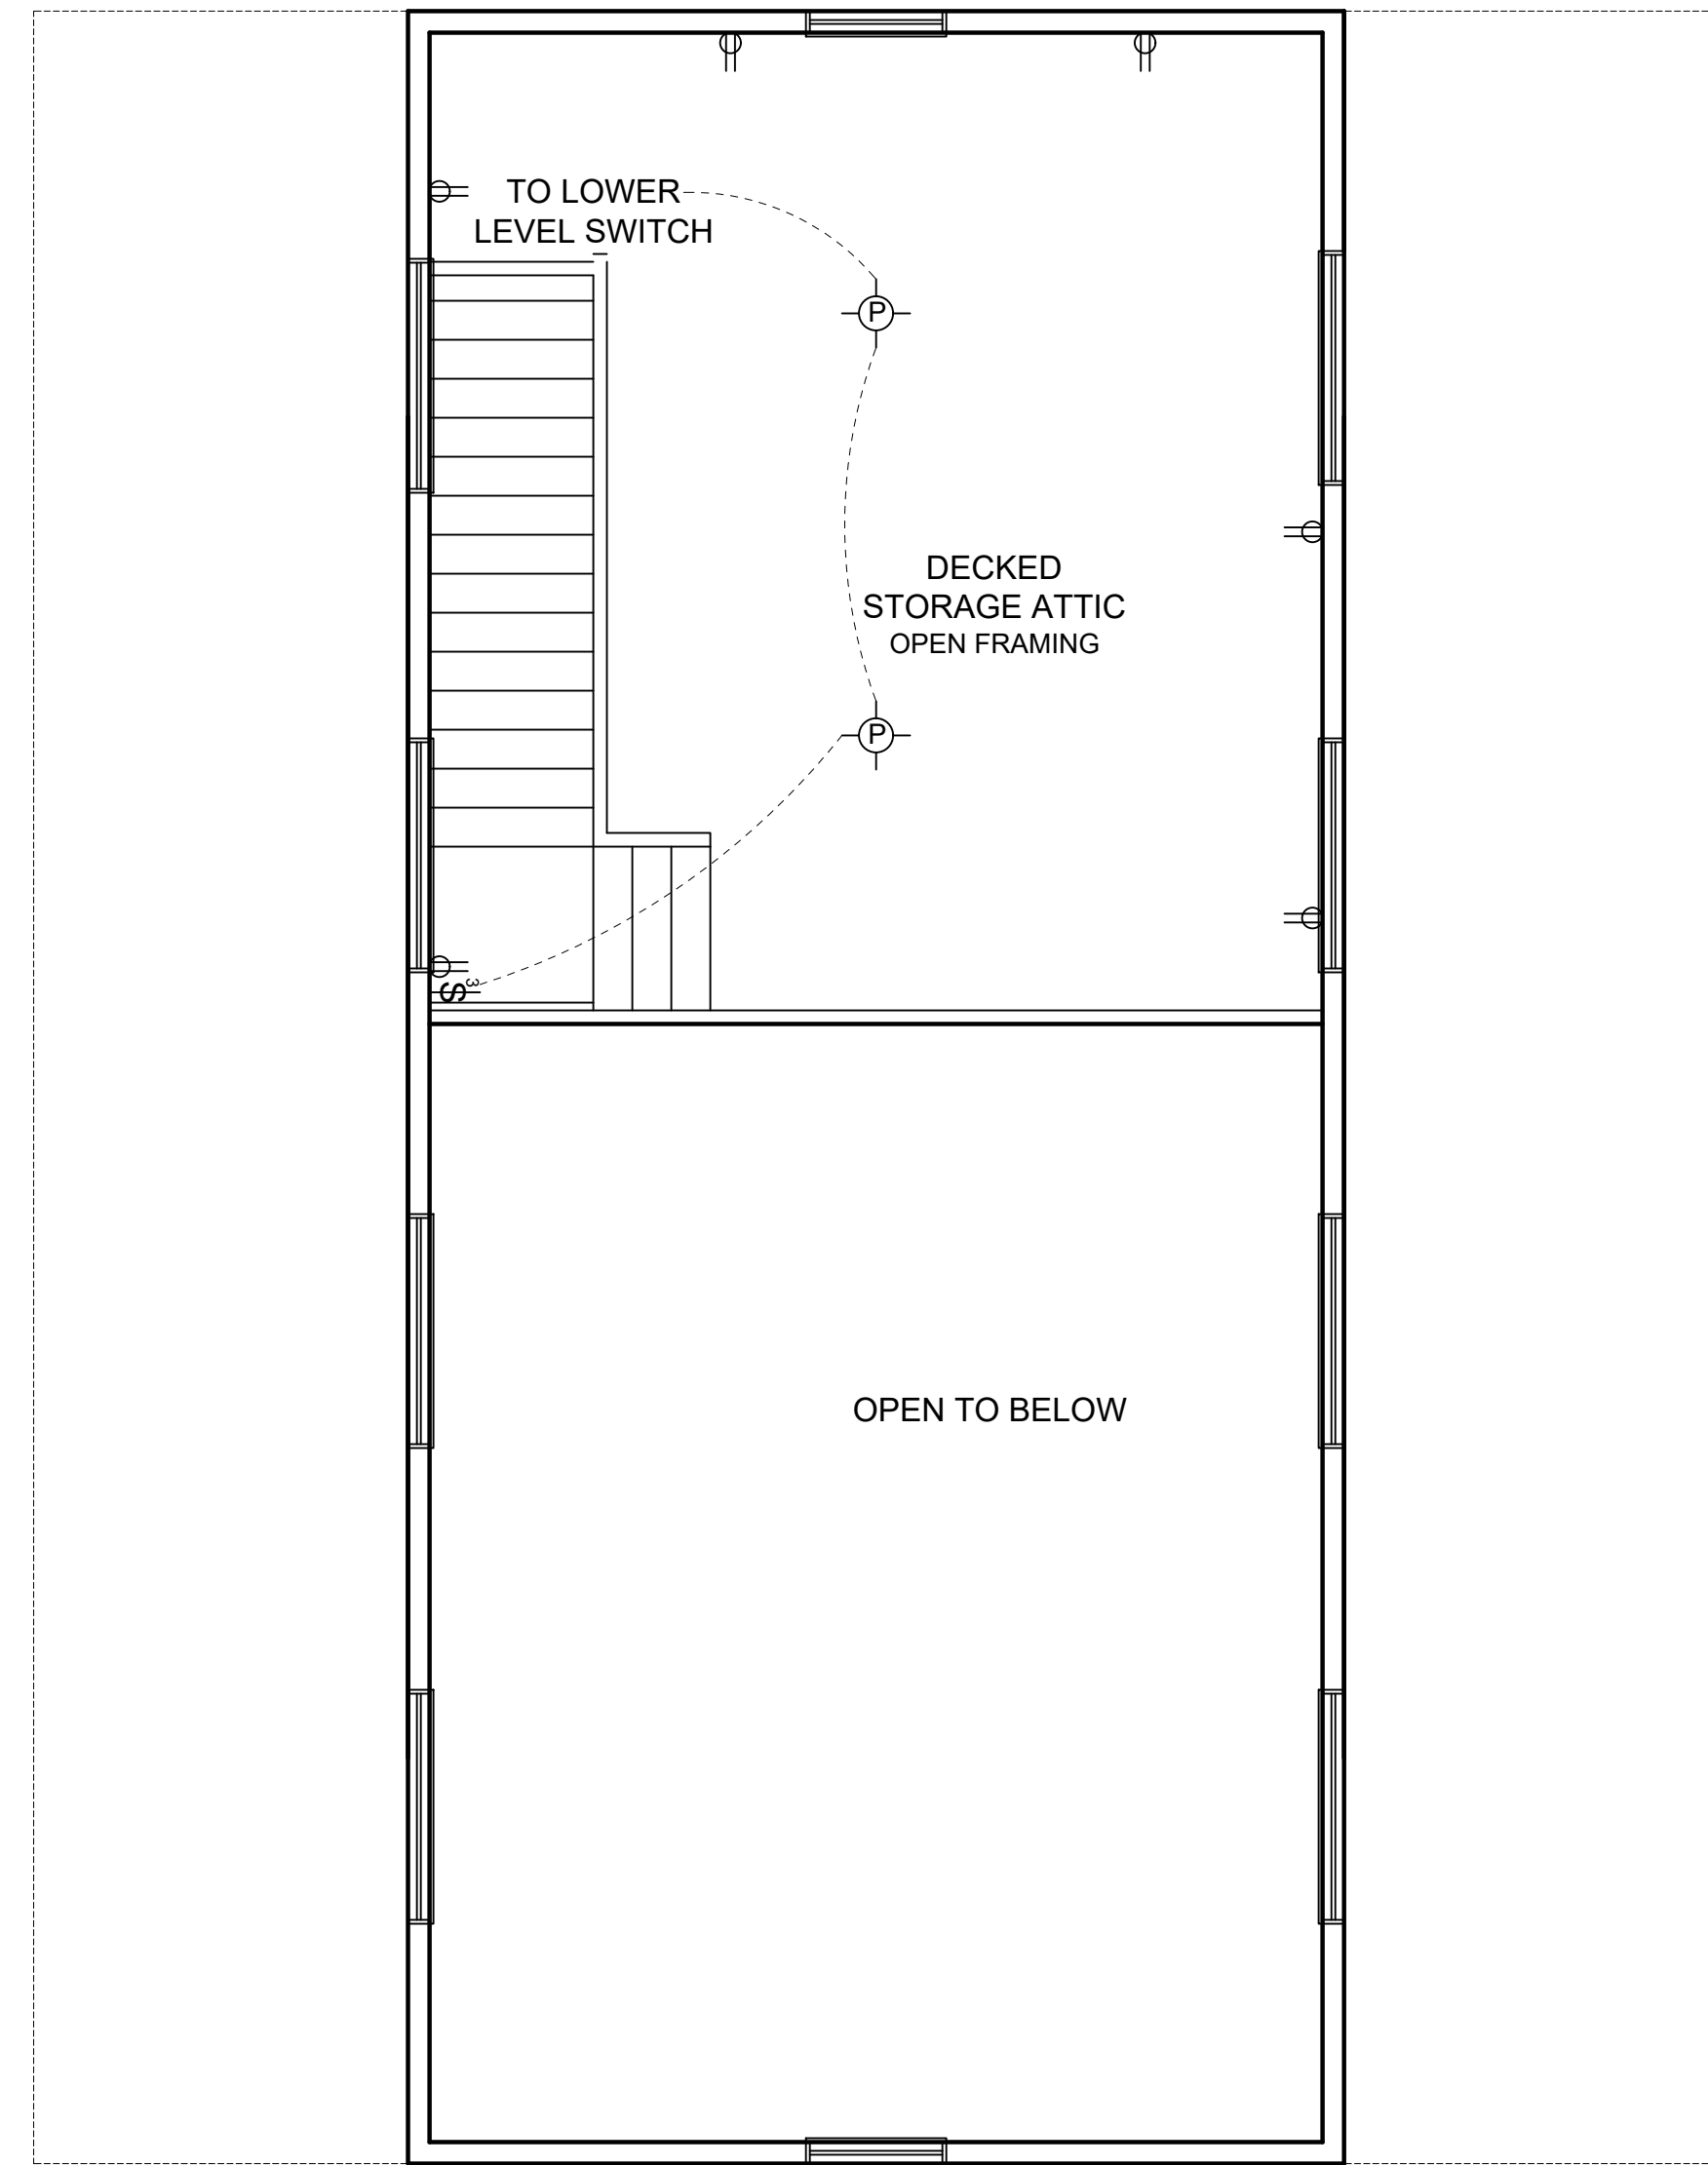 TO LOWER
LEVEL SWITCH
P
DECKED
STORAGE ATTIC
OPEN FRAMING
P
S3
OPEN TO BELOW